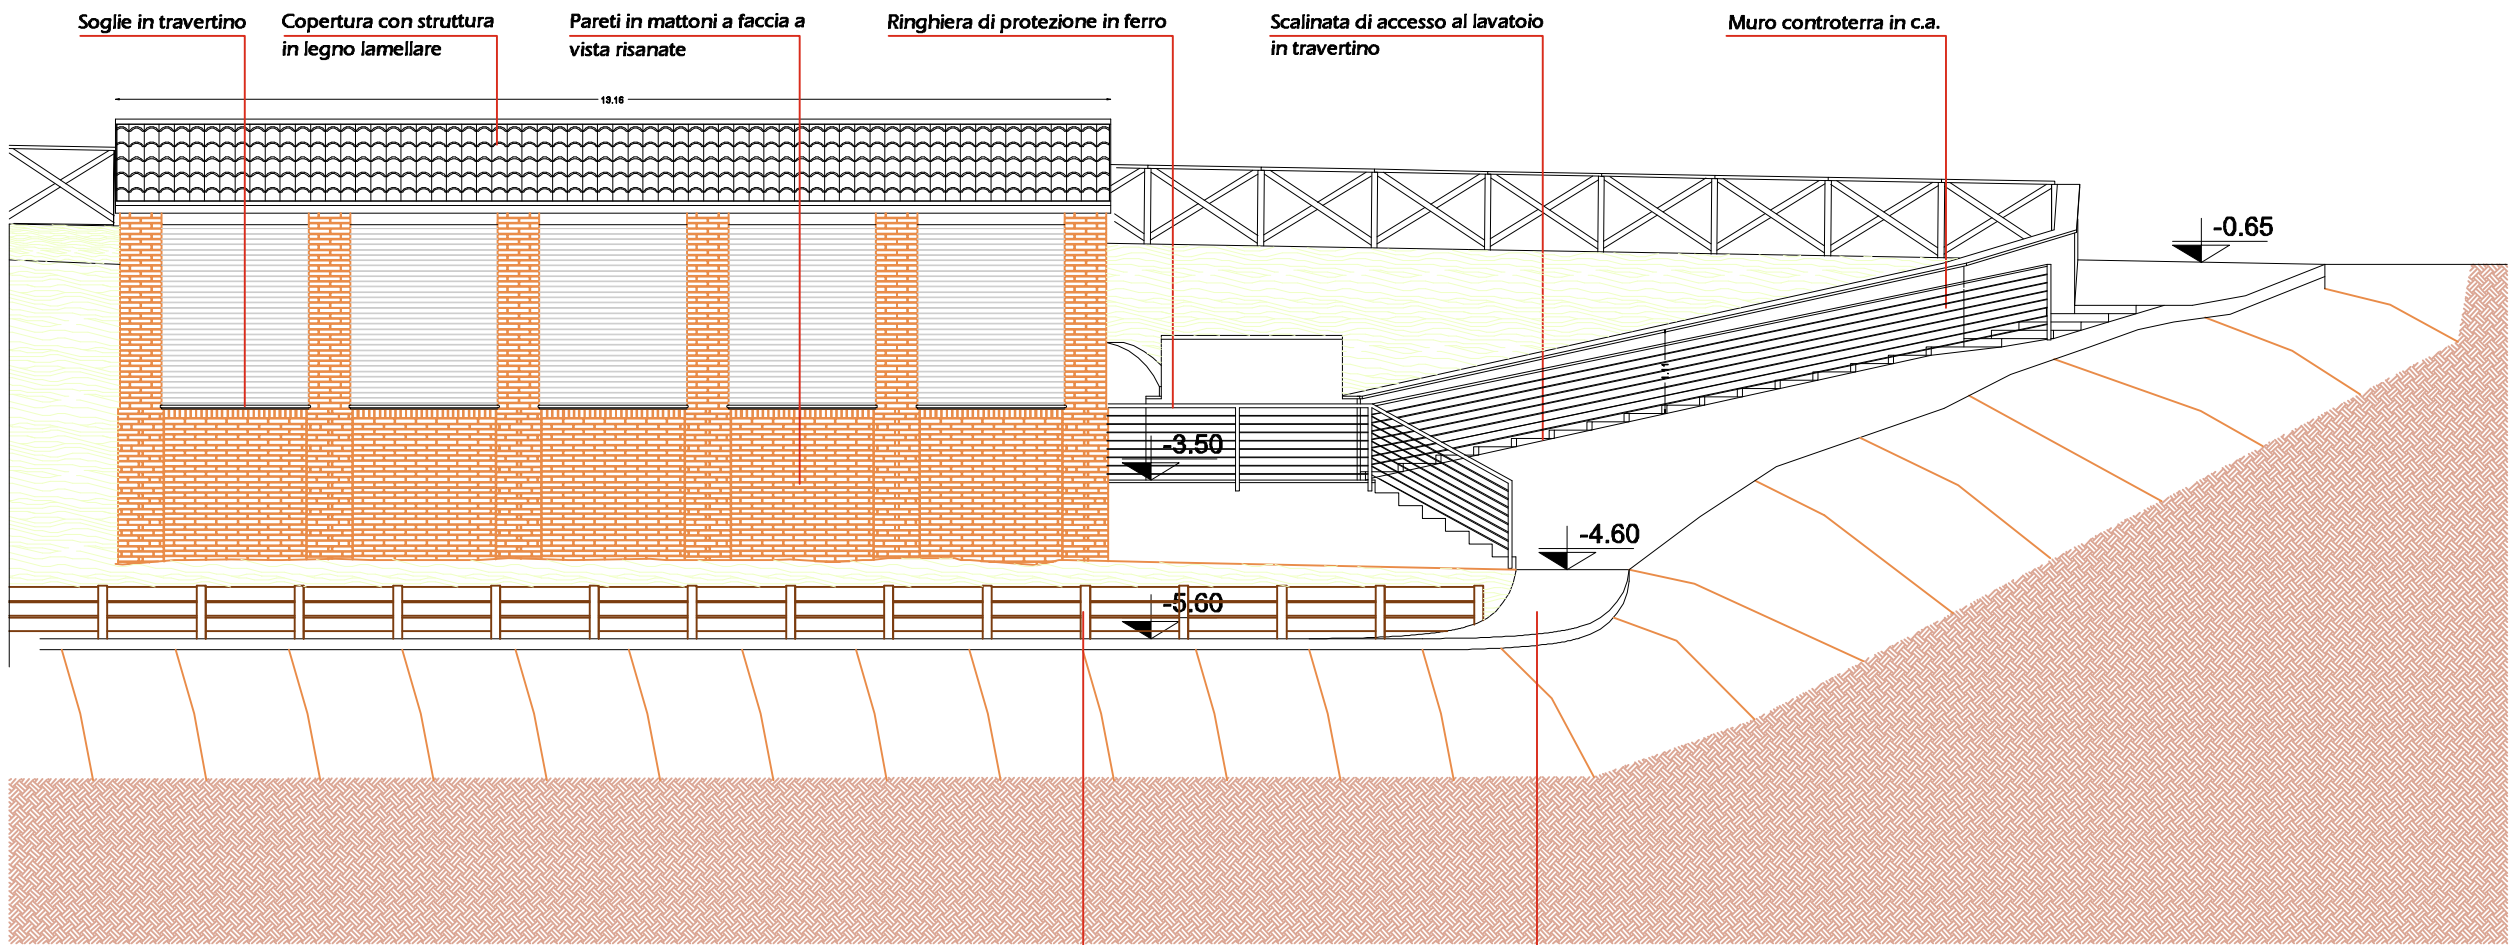 Soglie in travertino
Copertura con struttura
in legno lamellare
Pareti in mattoni a faccia a
vista risanate
Ringhiera di protezione in ferro
Scalinata di accesso al lavatoio
in travertino
Muro controterra in c.a.
13.16
-0.65
-3.50
-4.60
-5.60